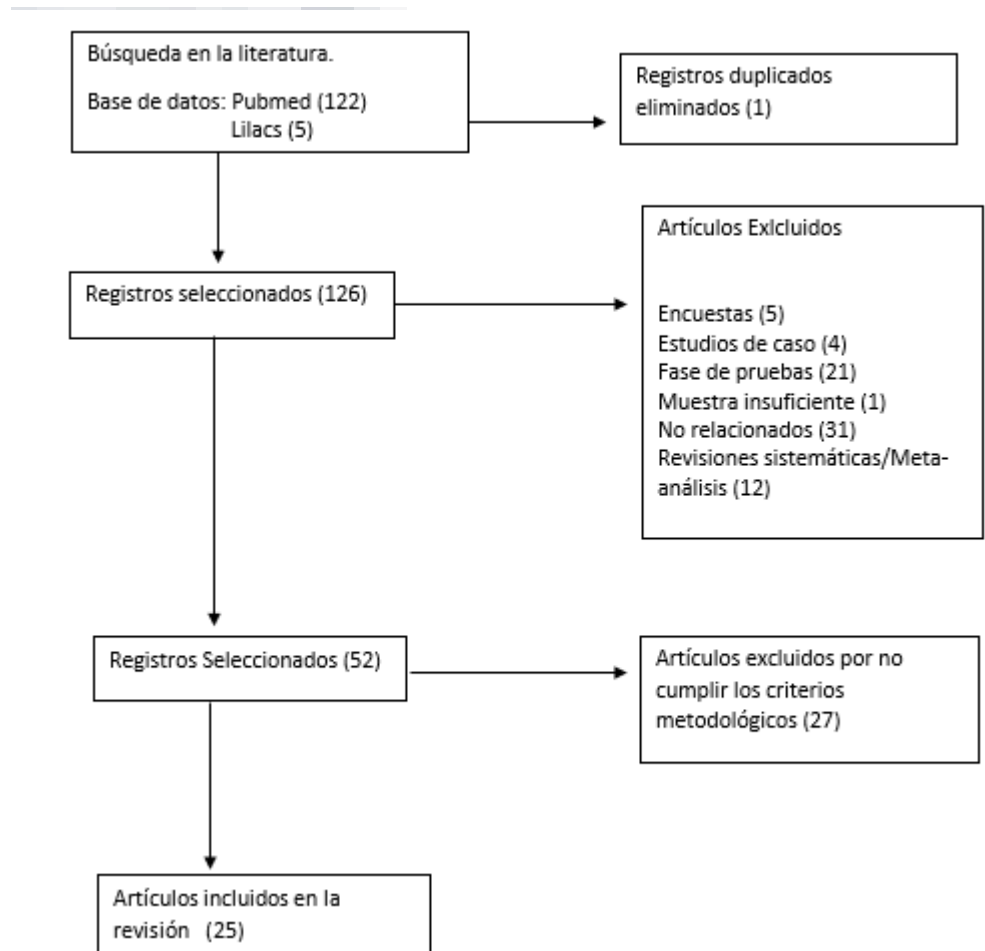 Búsqueda en la literatura.
Base de datos: Pubmed (122)
Lilacs (5)
Registros duplicados
eliminados (1)
Registros seleccionados (126)
Artículos Exlcluidos
Encuestas (5)
Estudios de caso (4)
Fase de pruebas (21)
Muestra insuficiente (1)
No relacionados (31)
Revisiones sistemáticas/Meta-
análisis (12)
Registros Seleccionados (52)
Artículos excluidos por no
cumplir los criterios
metodológicos (27)
Artículos incluidos en la
revisión (25)